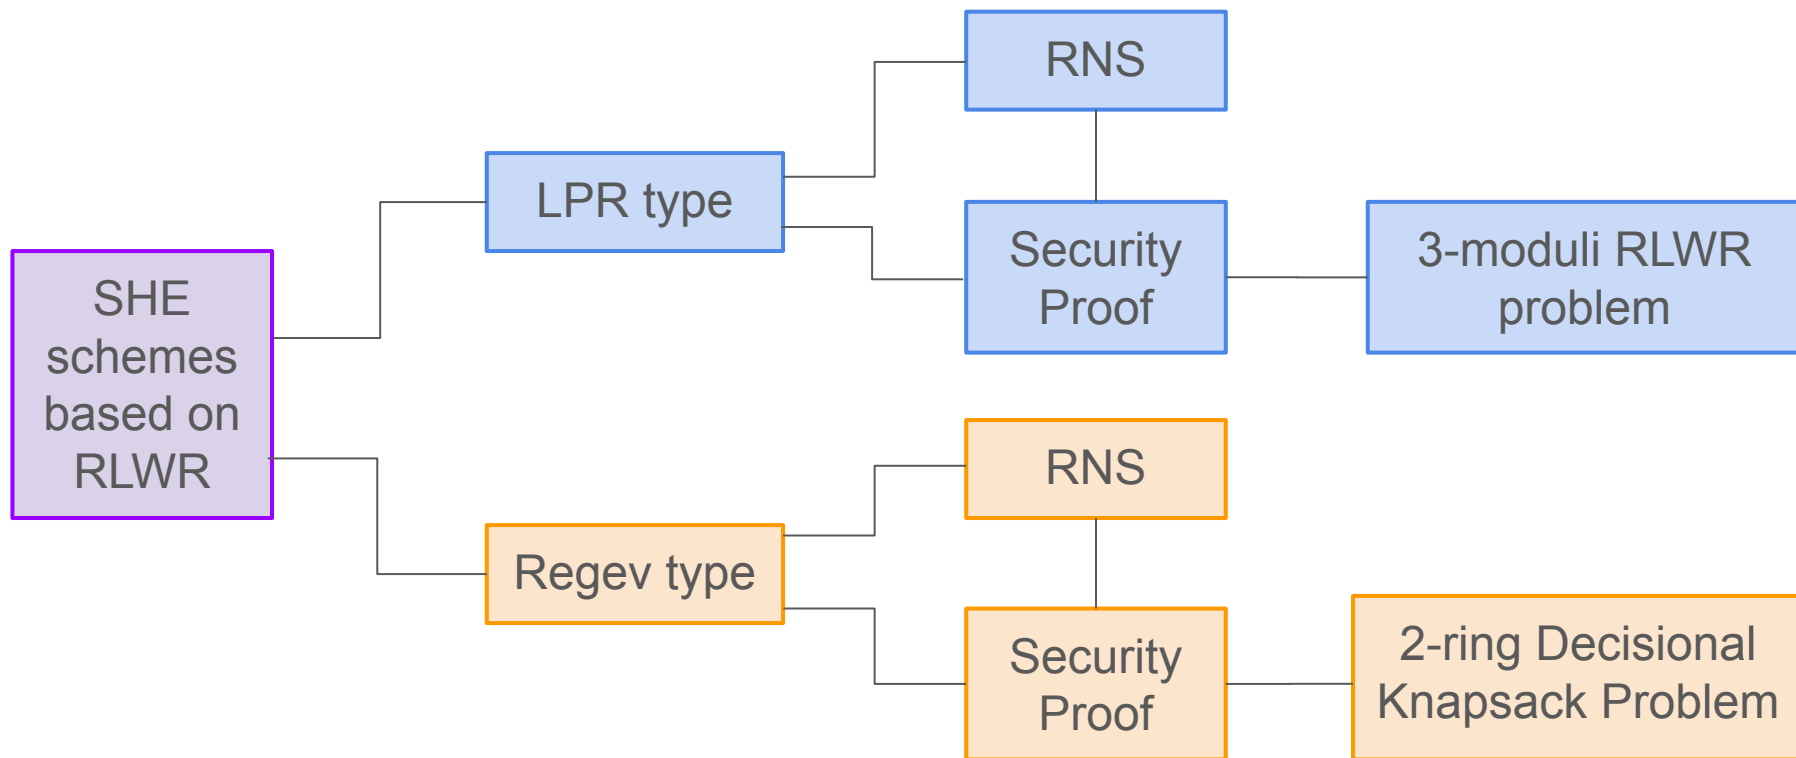 SHE
schemes
based on
RLWR
LPR type
RNS
Security
Proof
3-moduli RLWR
problem
Regev type
RNS
Security
Proof
2-ring Decisional
Knapsack Problem